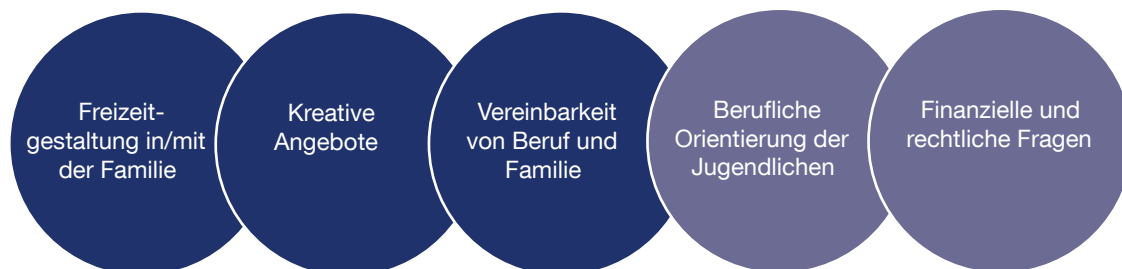 Freizeit-
gestaltung in/mit
der Familie
Kreative
Angebote
Vereinbarkeit
von Beruf und
Familie
Berufliche
Orientierung der
Jugendlichen
Finanzielle und
rechtliche Fragen